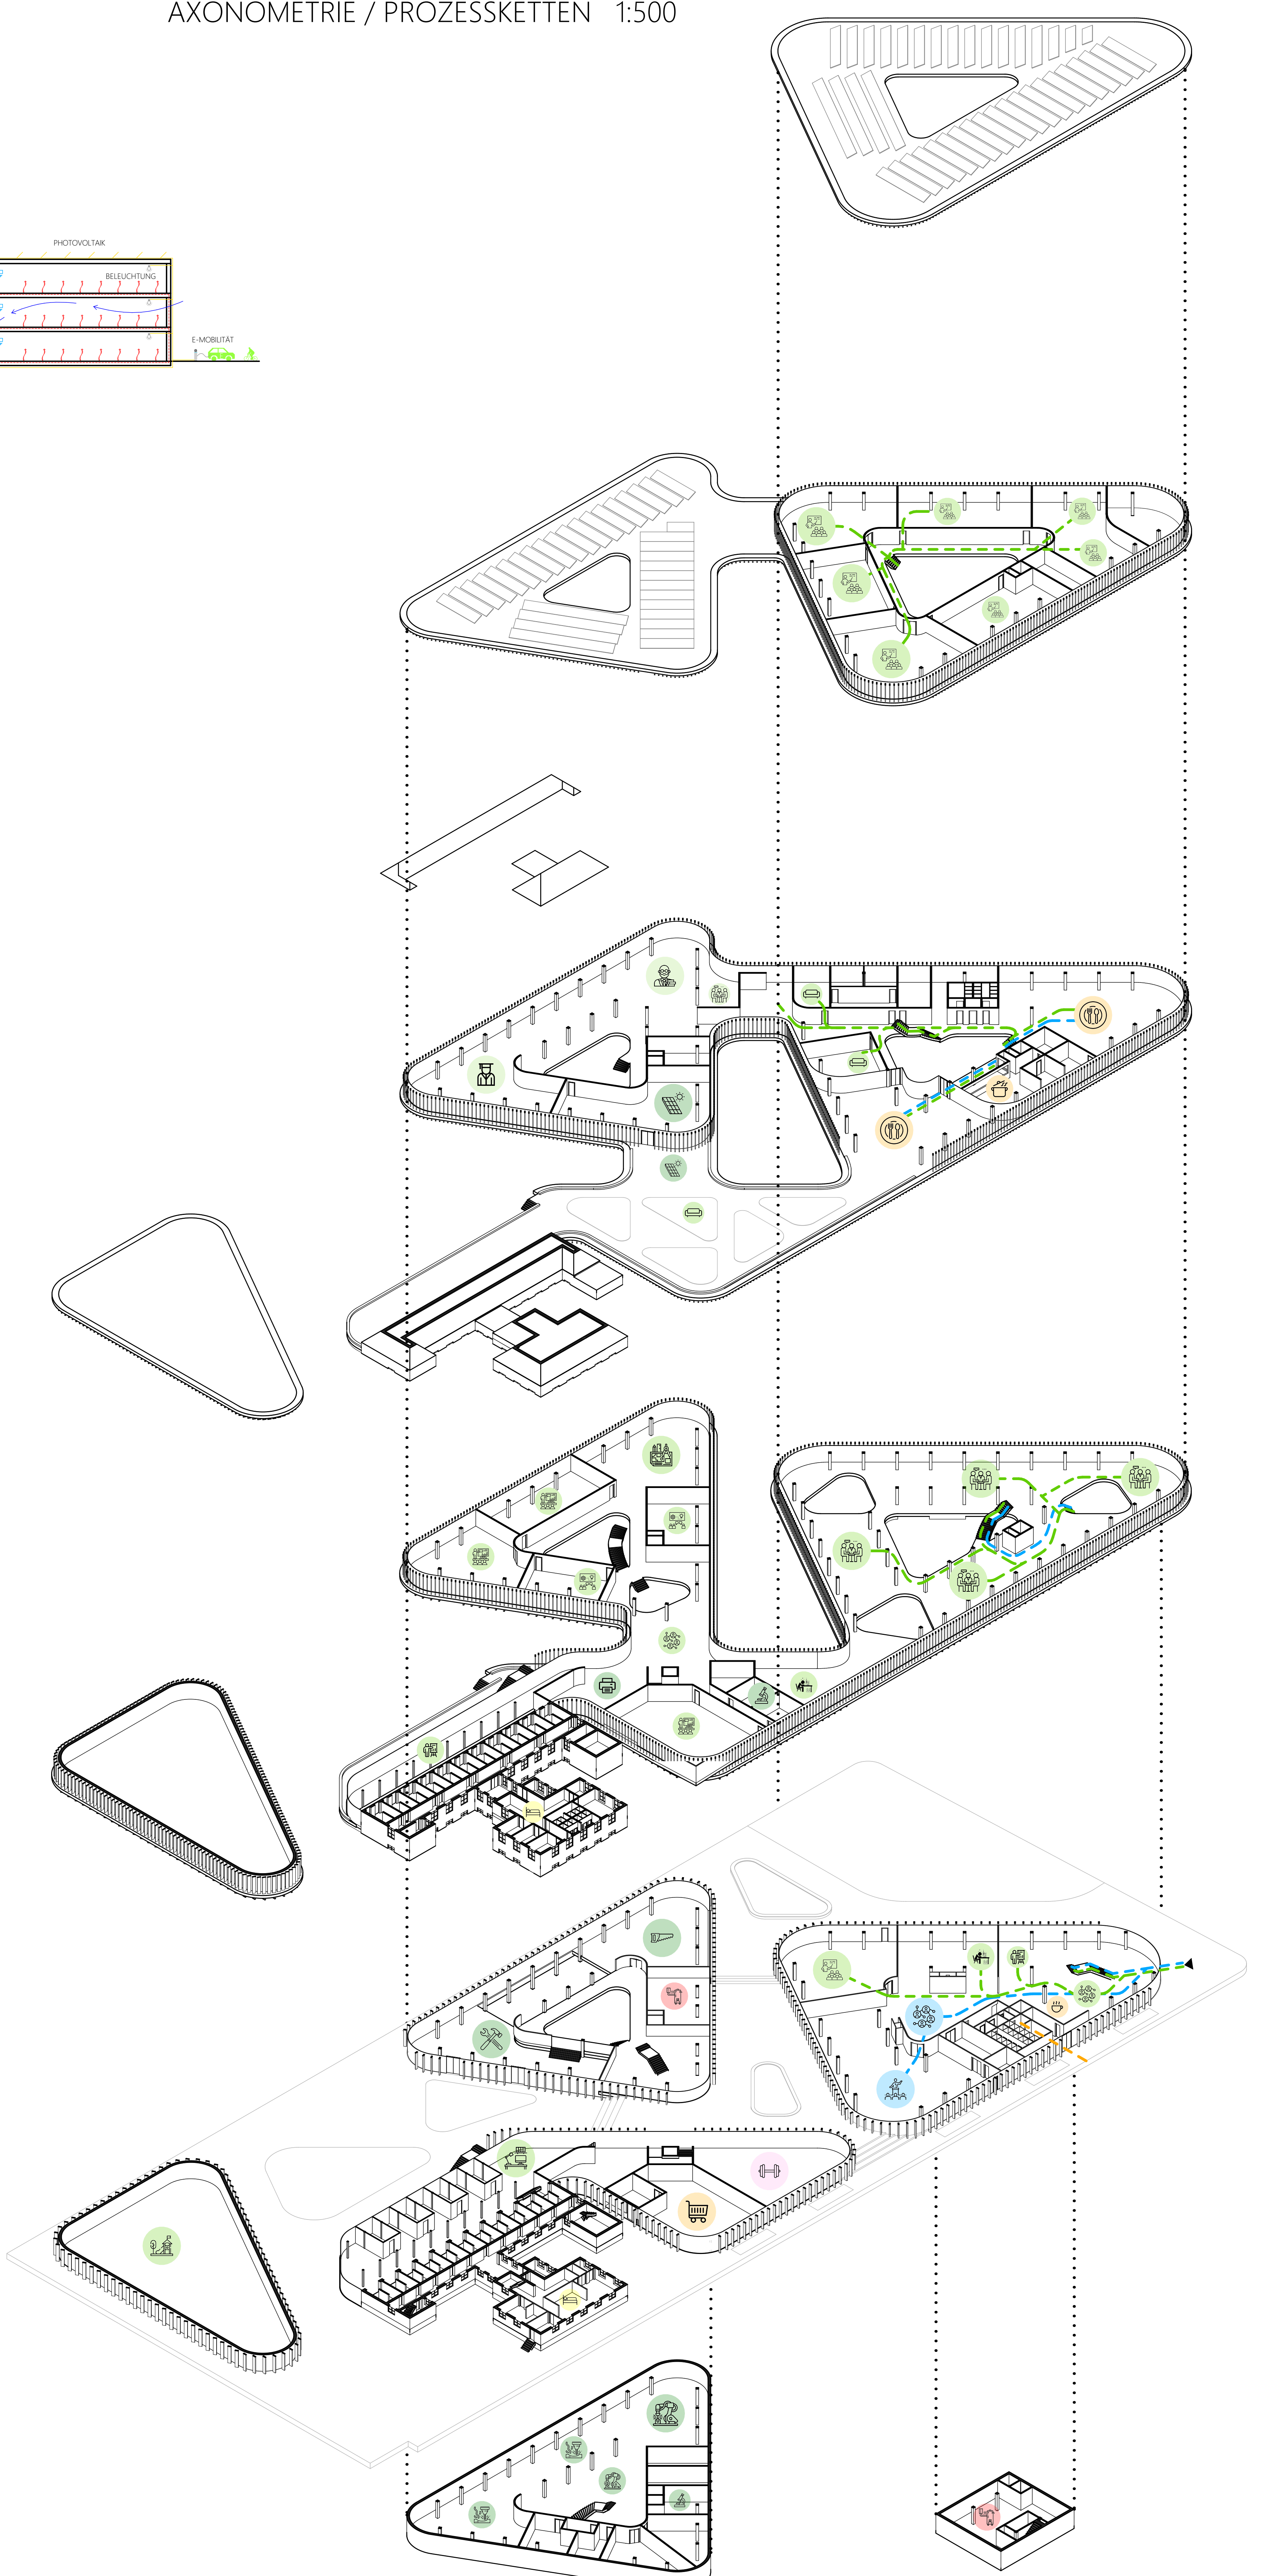 AXONOMETRIE / PROZESSKETTEN 1:500
PHOTOVOLTAIK
BELEUCHTUNG
E-MOBILITÄT